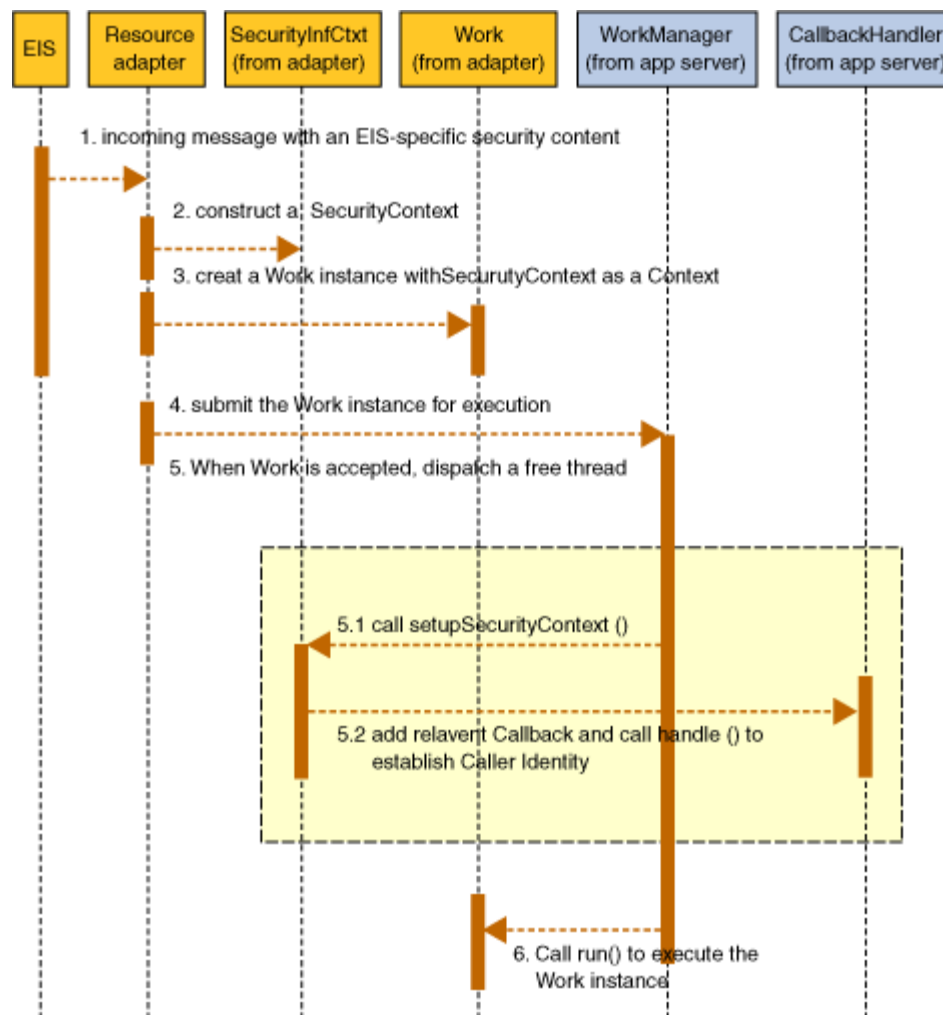 EIS
Resource
adapter
SecurityInfCtxt
(from adapter)
Work
(from adapter)
WorkManager
(from app server)
CallbackHandler
(from app server)
1. incoming message with an EIS-specific security content
2. construct a SecurityContext
3. creat a Work instance withSecurutyContext as a Context
4. submit the Work instance for execution
5. When Work is accepted, dispatch a free thread
5.1 call setupSecurityContext ()
5.2 add relavert Callback and call handle () to
establish Caller Identity
6. Call run() to execute the
Work instance